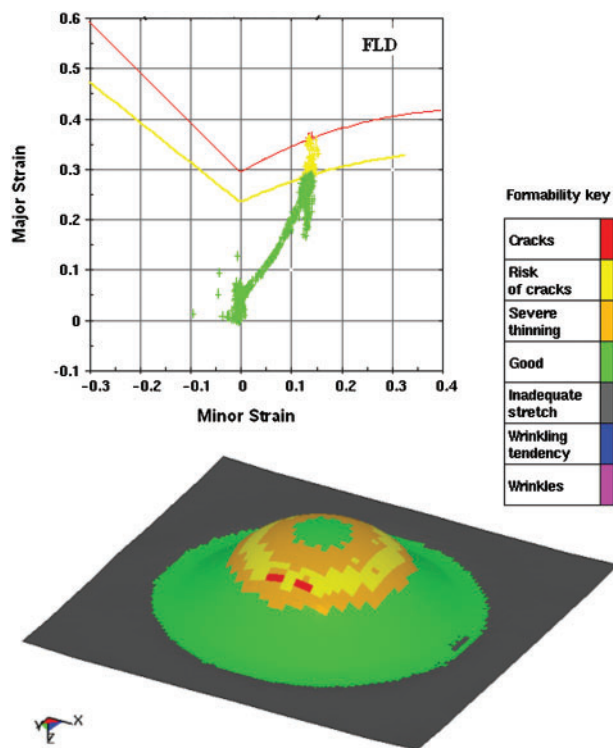 0.6
FLD
0.5
0.4
Major Strain
0.3
0.2
0.1
0
-0.1
-0.3 -0.2 -0.1 0 0.1 0.2 0.3 0.4
Minor Strain
Formability key
Cracks
Risk
of cracks
Severe
thinning
Good
Inadequate
stretch
Wrinkling
tendency
Wrinkles
Y X
Z